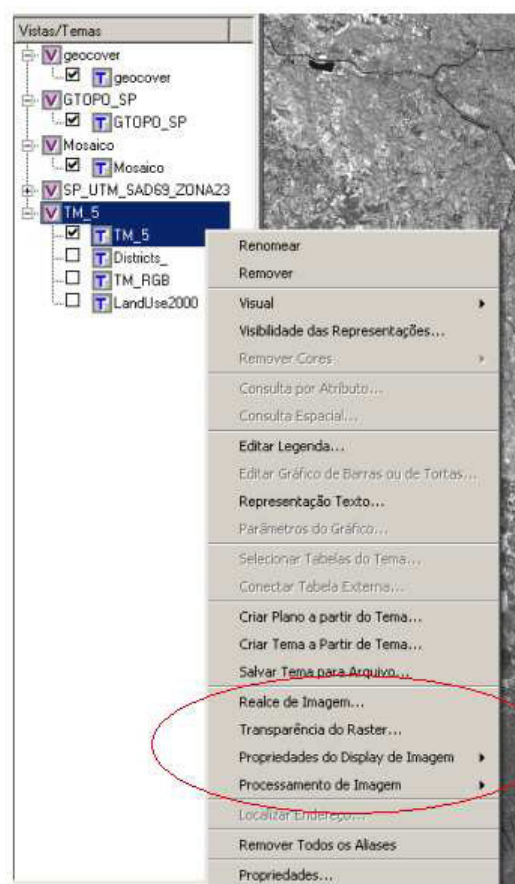 Vistas/Temas
geocover
geocover
GTOPO_SP
GTOPO_SP
Mosaico
Mosaico
SP_UTM_SAD69_ZONA23
TM_5
TM_5
Districts_
TM_RGB
LandUse2000
Renomear
Remover
Visual
Visibilidade das Representações...
Remover Cores
Consulta por Atributo...
Consulta Espacial...
Editar Legenda...
Editar Gráfico de Barras ou de Tortas...
Representação Texto...
Parâmetros do Gráfico...
Selecionar Tabelas do Tema...
Conectar Tabela Externa...
Criar Plano a partir do Tema...
Criar Tema a Partir de Tema...
Salvar Tema para Arquivo...
Realce de Imagem...
Transparência do Raster...
Propriedades do Display de Imagem
Processamento de Imagem
Localizar Endereço...
Remover Todos os Aliases
Propriedades...